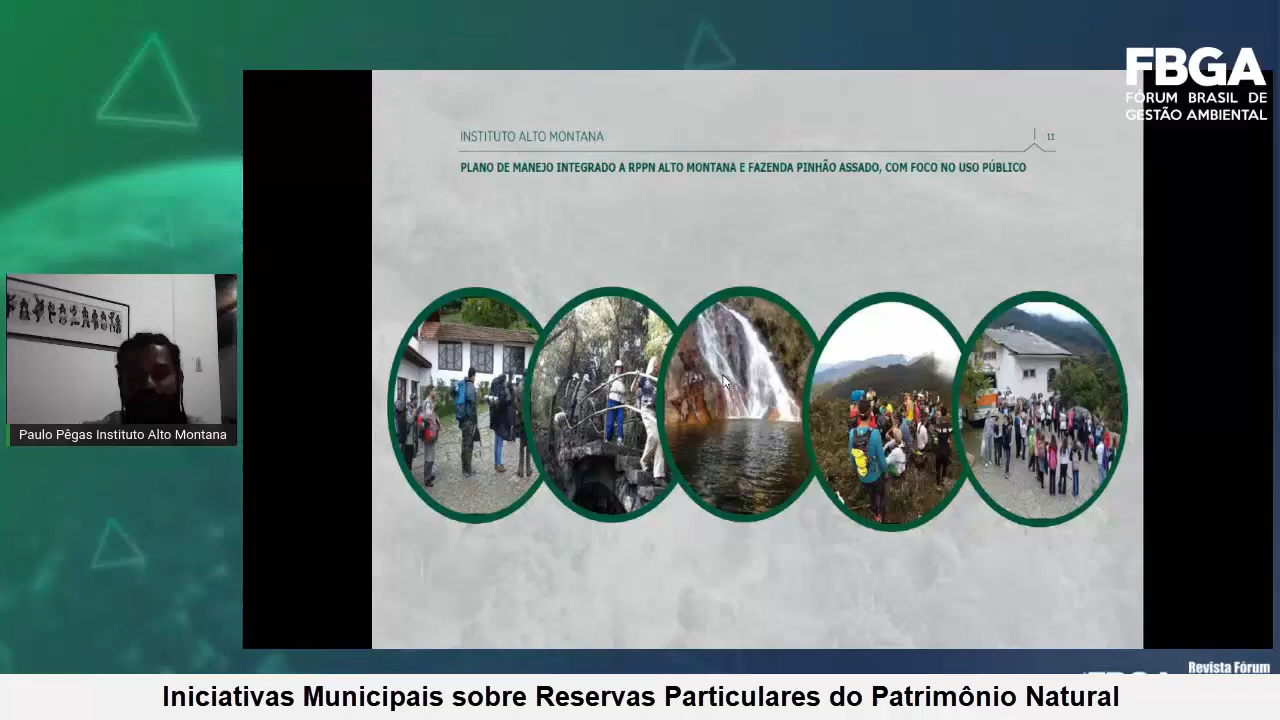 FBGA
FÓRUM BRASIL DE
GESTÃO AMBIENTAL
INSTITUTO ALTO MONTANA
11
PLANO DE MANEJO INTEGRADO A RPPN ALTO MONTANA E FAZENDA PINHÃO ASSADO, COM FOCO NO USO PÚBLICO
Paulo Pêgas Instituto Alto Montana
Revista Fórum
Iniciativas Municipais sobre Reservas Particulares do Patrimônio Natural